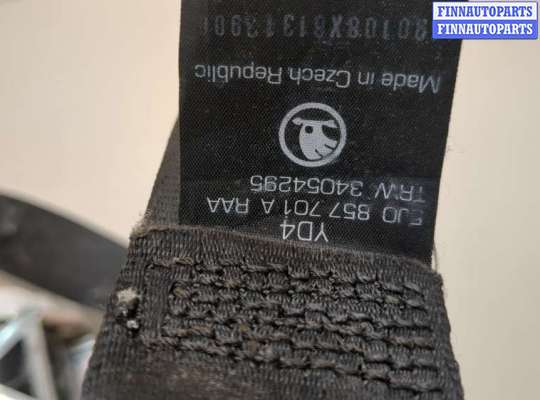 FINNAUTOPARTS
FINNAUTOPARTS
YD4
5J0 857 701 A RAA
TRW 34054295
Made in Czech Republic